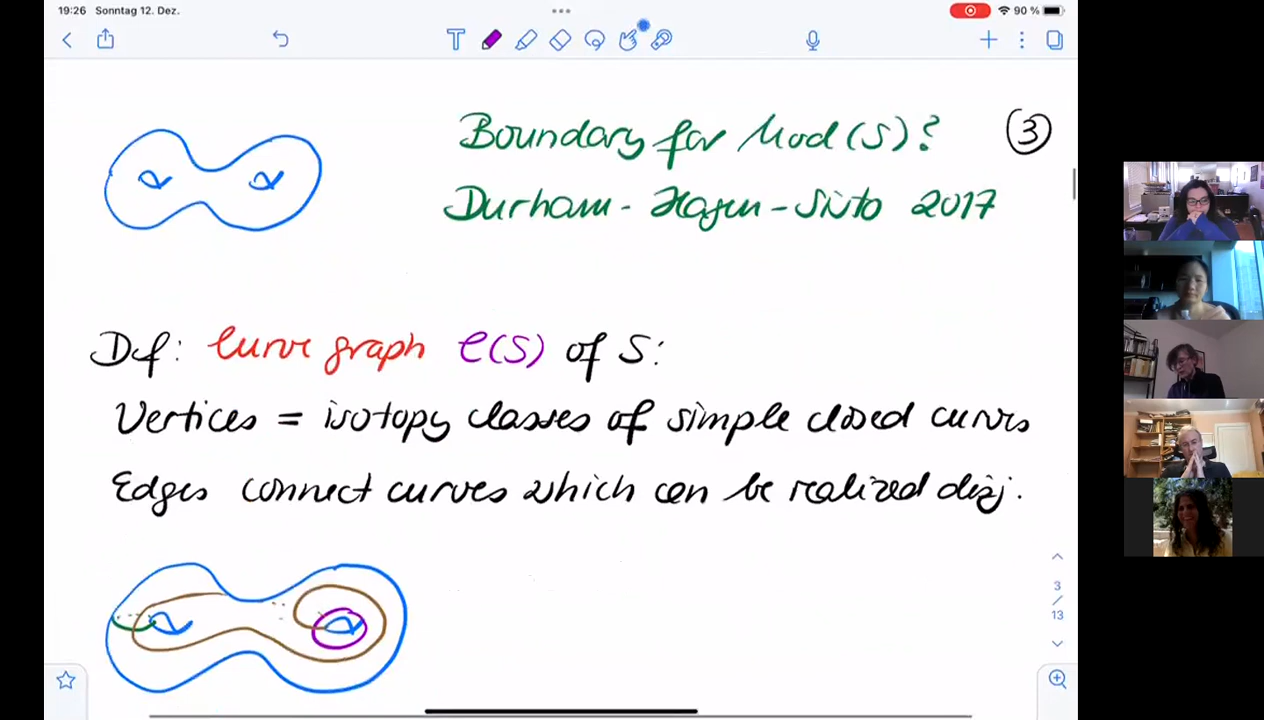 19:26 Sonntag 12. Dez.
90 %
Boundary for Mod(S)?
3
Durham - Hagen - Sisto 2017
Df: Curve graph C(S) of S:
Vertices = isotopy classes of simple closed curves
Edges connect curves which can be realized disj.
3
/
13